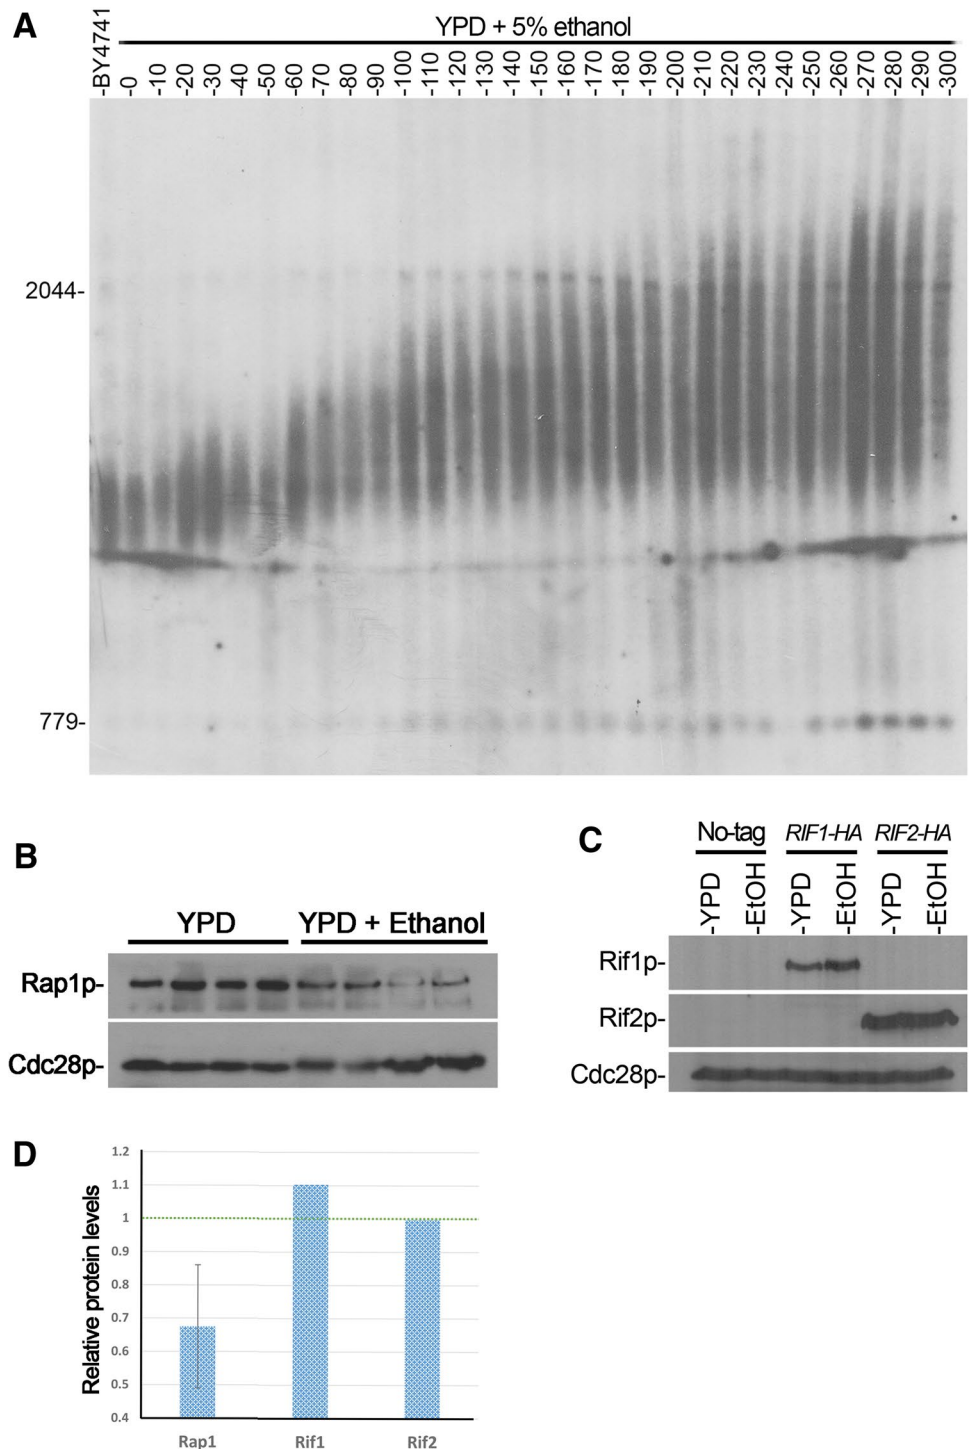 A
YPD + 5% ethanol
-BY4741
-0
-10
-20
-30
-40
-50
-60
-70
-80
-90
-100
-110
-120
-130
-140
-150
-160
-170
-180
-190
-200
-210
-220
-230
-240
-250
-260
-270
-280
-290
-300
2044-
779-
B
YPD YPD + Ethanol
Rap1p-
Cdc28p-
C
No-tag RIF1-HA RIF2-HA
-YPD -EtOH -YPD -EtOH -YPD -EtOH
Rif1p-
Rif2p-
Cdc28p-
D
Relative protein levels
1.2
1.1
1
0.9
0.8
0.7
0.6
0.5
0.4
Rap1 Rif1 Rif2